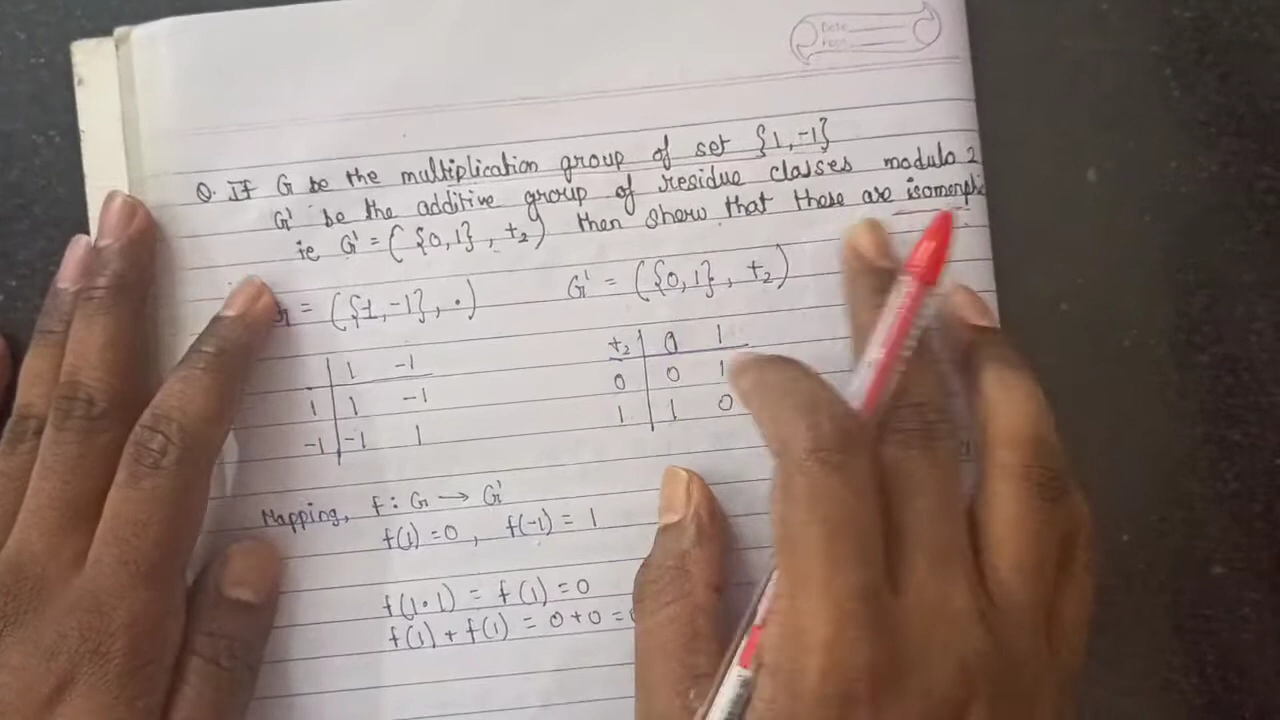 Date
Page
Q. If G be the multiplication group of set {1, -1}
G' be the additive group of residue classes modulo 2
ie G' = ({0, 1}, +₂) then show that these are isomorphic
= ({1, -1}, ·) G' = ({0, 1}, +₂)
1 -1
1 1 -1
-1 -1 1
+₂ 0 1
0 0 1
1 1 0
Mapping, f : G → G'
f(1) = 0 , f(-1) = 1
f(1·1) = f(1) = 0
f(1) + f(1) = 0 + 0 =